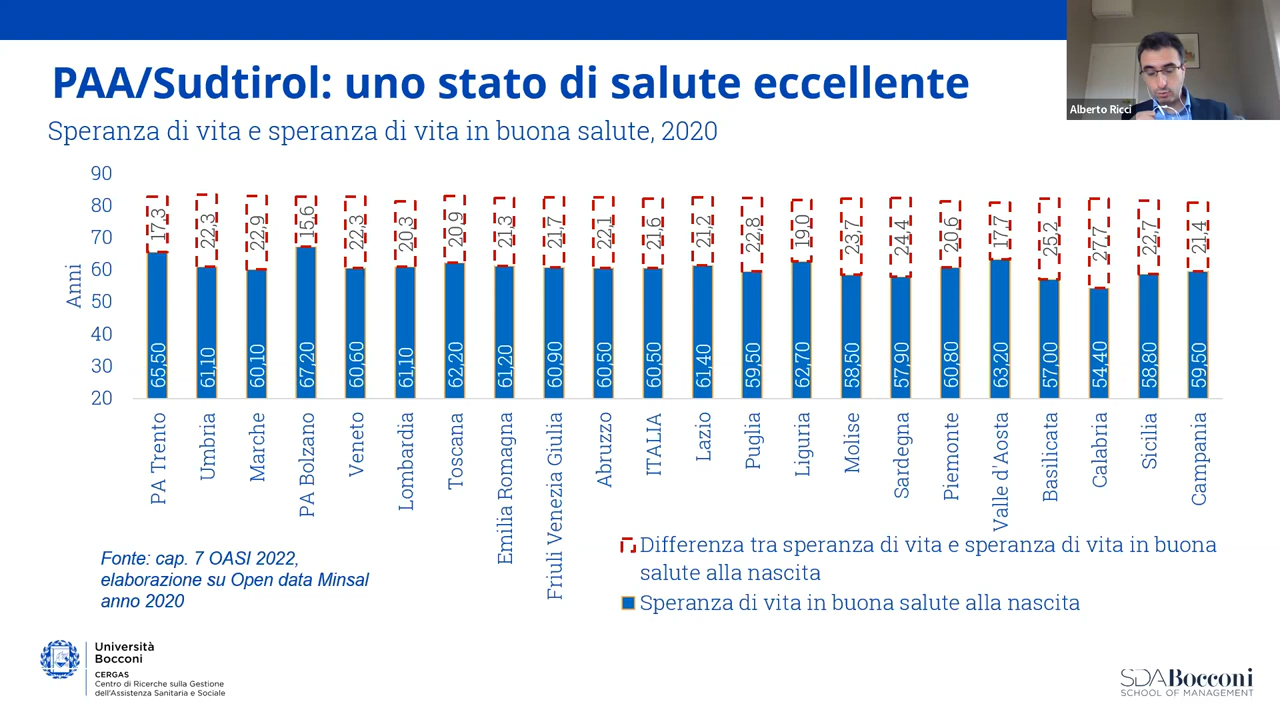 PAA/Sudtirol: uno stato di salute eccellente
Alberto Ricci
Speranza di vita e speranza di vita in buona salute, 2020
Anni
90
80
70
60
50
40
30
20
17,3
22,3
22,9
15,6
22,3
20,3
20,9
21,3
21,7
22,1
21,6
21,2
22,8
19,0
23,7
24,4
20,6
17,7
25,2
27,7
22,7
21,4
65,50
61,10
60,10
67,20
60,60
61,10
62,20
61,20
60,90
60,50
60,50
61,40
59,50
62,70
58,50
57,90
60,80
63,20
57,00
54,40
58,80
59,50
PA Trento
Umbria
Marche
PA Bolzano
Veneto
Lombardia
Toscana
Emilia Romagna
Friuli Venezia Giulia
Abruzzo
ITALIA
Lazio
Puglia
Liguria
Molise
Sardegna
Piemonte
Valle d'Aosta
Basilicata
Calabria
Sicilia
Campania
Differenza tra speranza di vita e speranza di vita in buona
salute alla nascita
Speranza di vita in buona salute alla nascita
Fonte: cap. 7 OASI 2022,
elaborazione su Open data Minsal
anno 2020
Università
Bocconi
CERGAS
Centro di Ricerche sulla Gestione
dell'Assistenza Sanitaria e Sociale
SDA Bocconi
SCHOOL OF MANAGEMENT